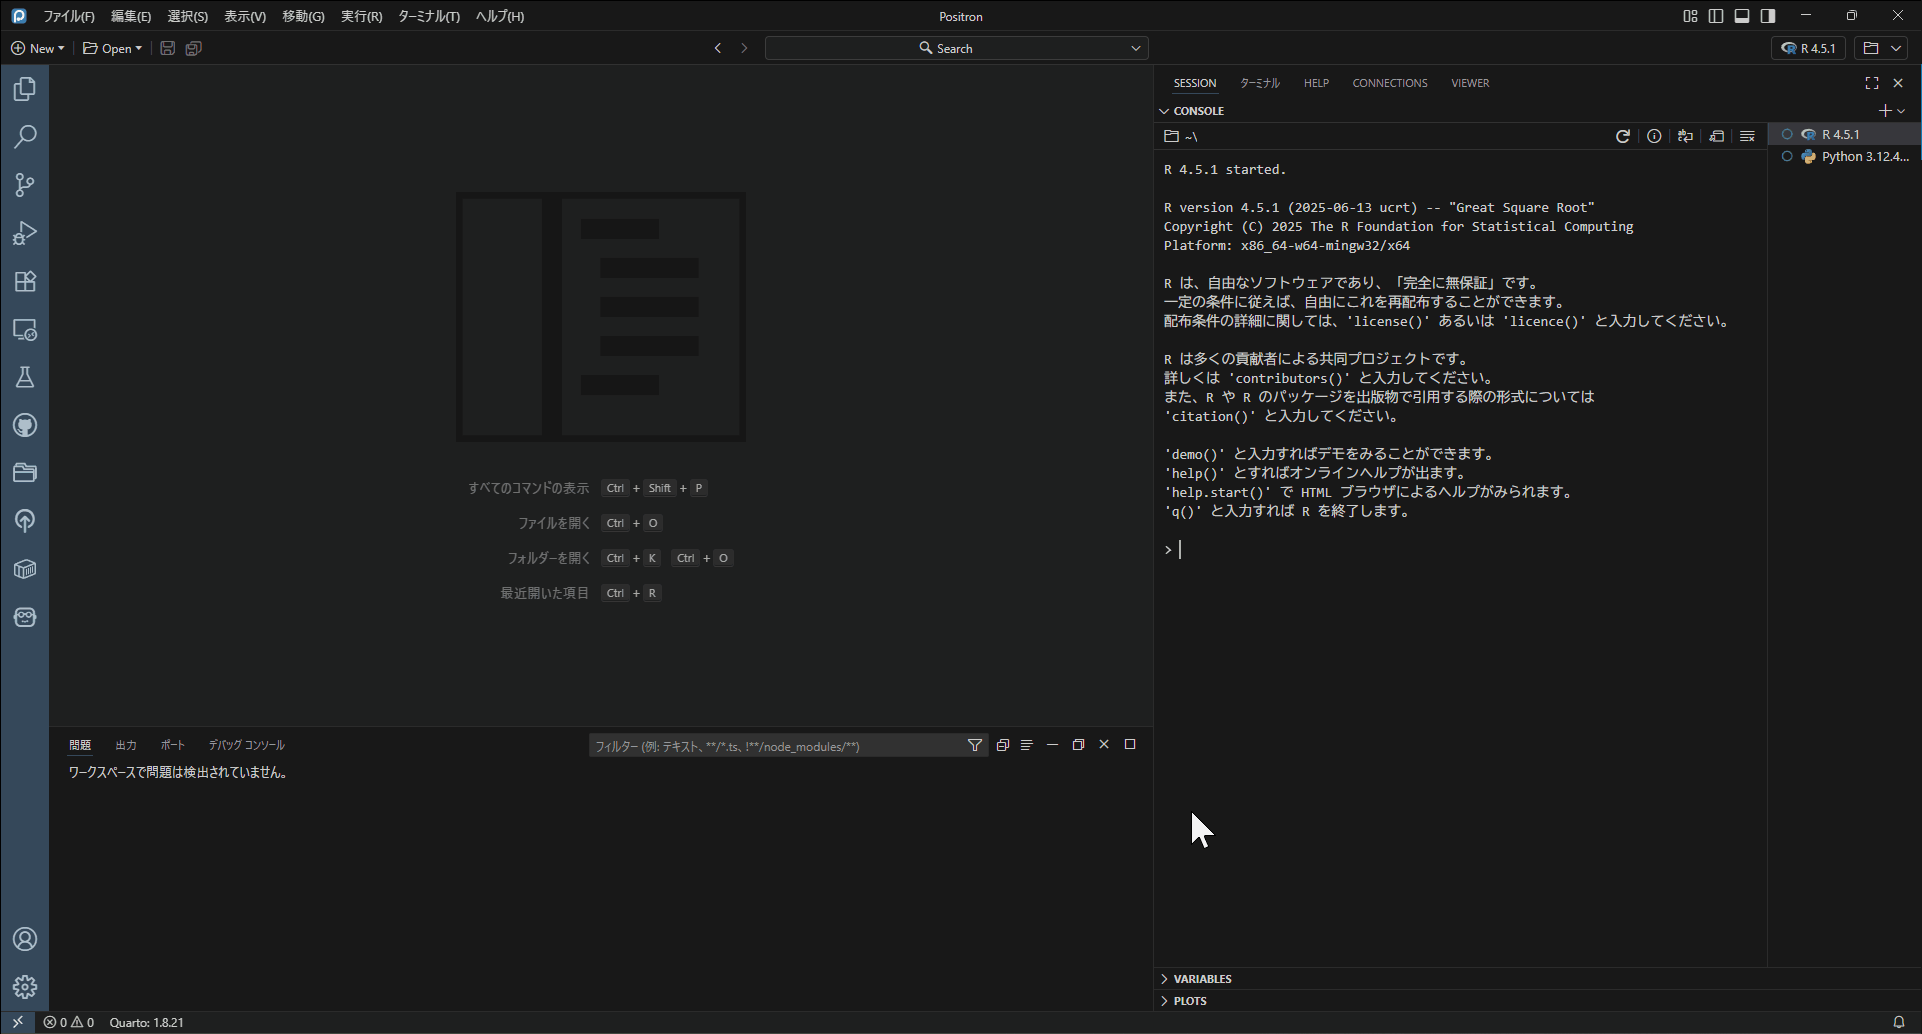 ファイル(F) 編集(E) 選択(S) 表示(V) 移動(G) 実行(R) ターミナル(T) ヘルプ(H) Positron
New Open Search R 4.5.1
SESSION ターミナル HELP CONNECTIONS VIEWER
CONSOLE
~\
R 4.5.1
Python 3.12.4...
R 4.5.1 started.
R version 4.5.1 (2025-06-13 ucrt) -- "Great Square Root"
Copyright (C) 2025 The R Foundation for Statistical Computing
Platform: x86_64-w64-mingw32/x64
R は、自由なソフトウェアであり、「完全に無保証」です。
一定の条件に従えば、自由にこれを再配布することができます。
配布条件の詳細に関しては、'license()' あるいは 'licence()' と入力してください。
R は多くの貢献者による共同プロジェクトです。
詳しくは 'contributors()' と入力してください。
また、R や R のパッケージを出版物で引用する際の形式については
'citation()' と入力してください。
'demo()' と入力すればデモをみることができます。
'help()' とすればオンラインヘルプが出ます。
'help.start()' で HTML ブラウザによるヘルプがみられます。
'q()' と入力すれば R を終了します。
>
すべてのコマンドの表示 Ctrl + Shift + P
ファイルを開く Ctrl + O
フォルダーを開く Ctrl + K Ctrl + O
最近開いた項目 Ctrl + R
問題 出力 ポート デバッグ コンソール フィルター (例: テキスト、**/*.ts、!**/node_modules/**)
ワークスペースで問題は検出されていません。
VARIABLES
PLOTS
0 0 Quarto: 1.8.21